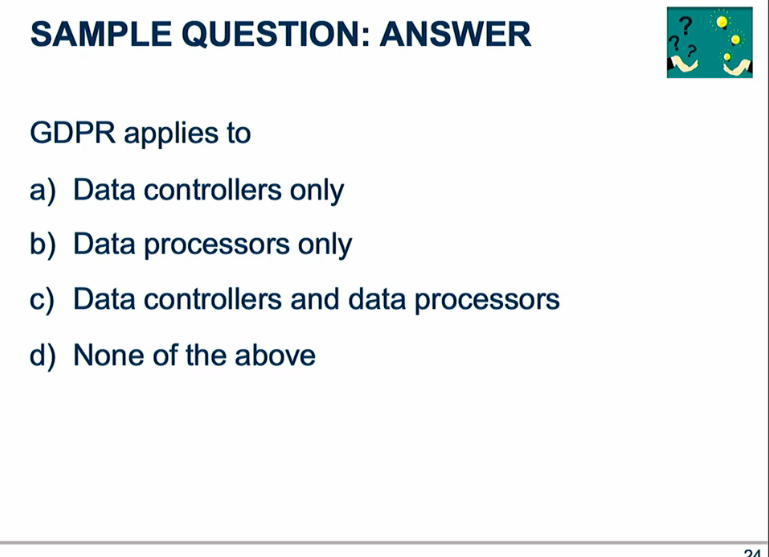 SAMPLE QUESTION: ANSWER
? ? ?
GDPR applies to
a) Data controllers only
b) Data processors only
c) Data controllers and data processors
d) None of the above
24